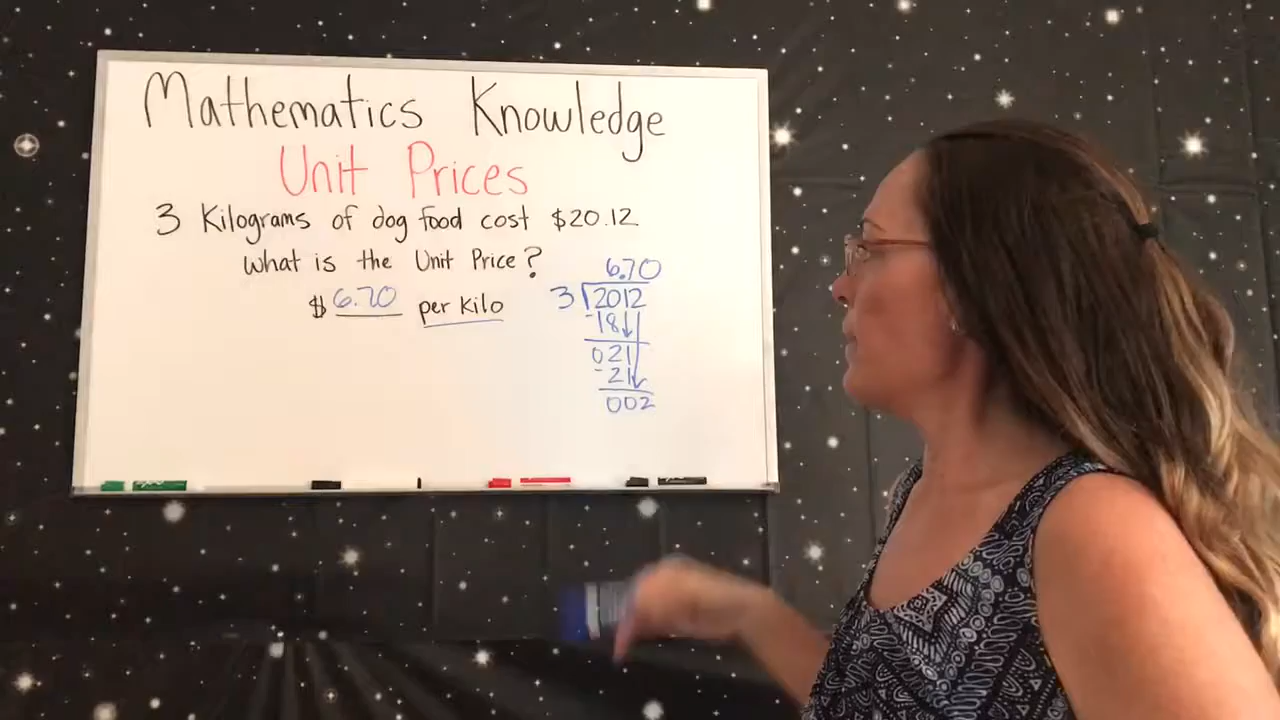 Mathematics Knowledge
Unit Prices
3 Kilograms of dog food cost $20.12
What is the Unit Price?
$ 6.70 per Kilo
6.70
3 2012
-18
021
-21
002